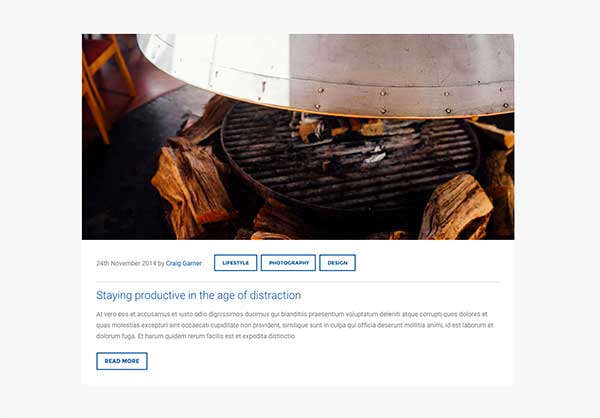 24th November 2014 by Craig Garner
LIFESTYLE
PHOTOGRAPHY
DESIGN
Staying productive in the age of distraction
At vero eos et accusamus et iusto odio dignissimos ducimus qui blanditiis praesentium voluptatum deleniti atque corrupti quos dolores et
quas molestias excepturi sint occaecati cupiditate non provident, similique sunt in culpa qui officia deserunt mollitia animi, id est laborum et
dolorum fuga. Et harum quidem rerum facilis est et expedita distinctio.
READ MORE